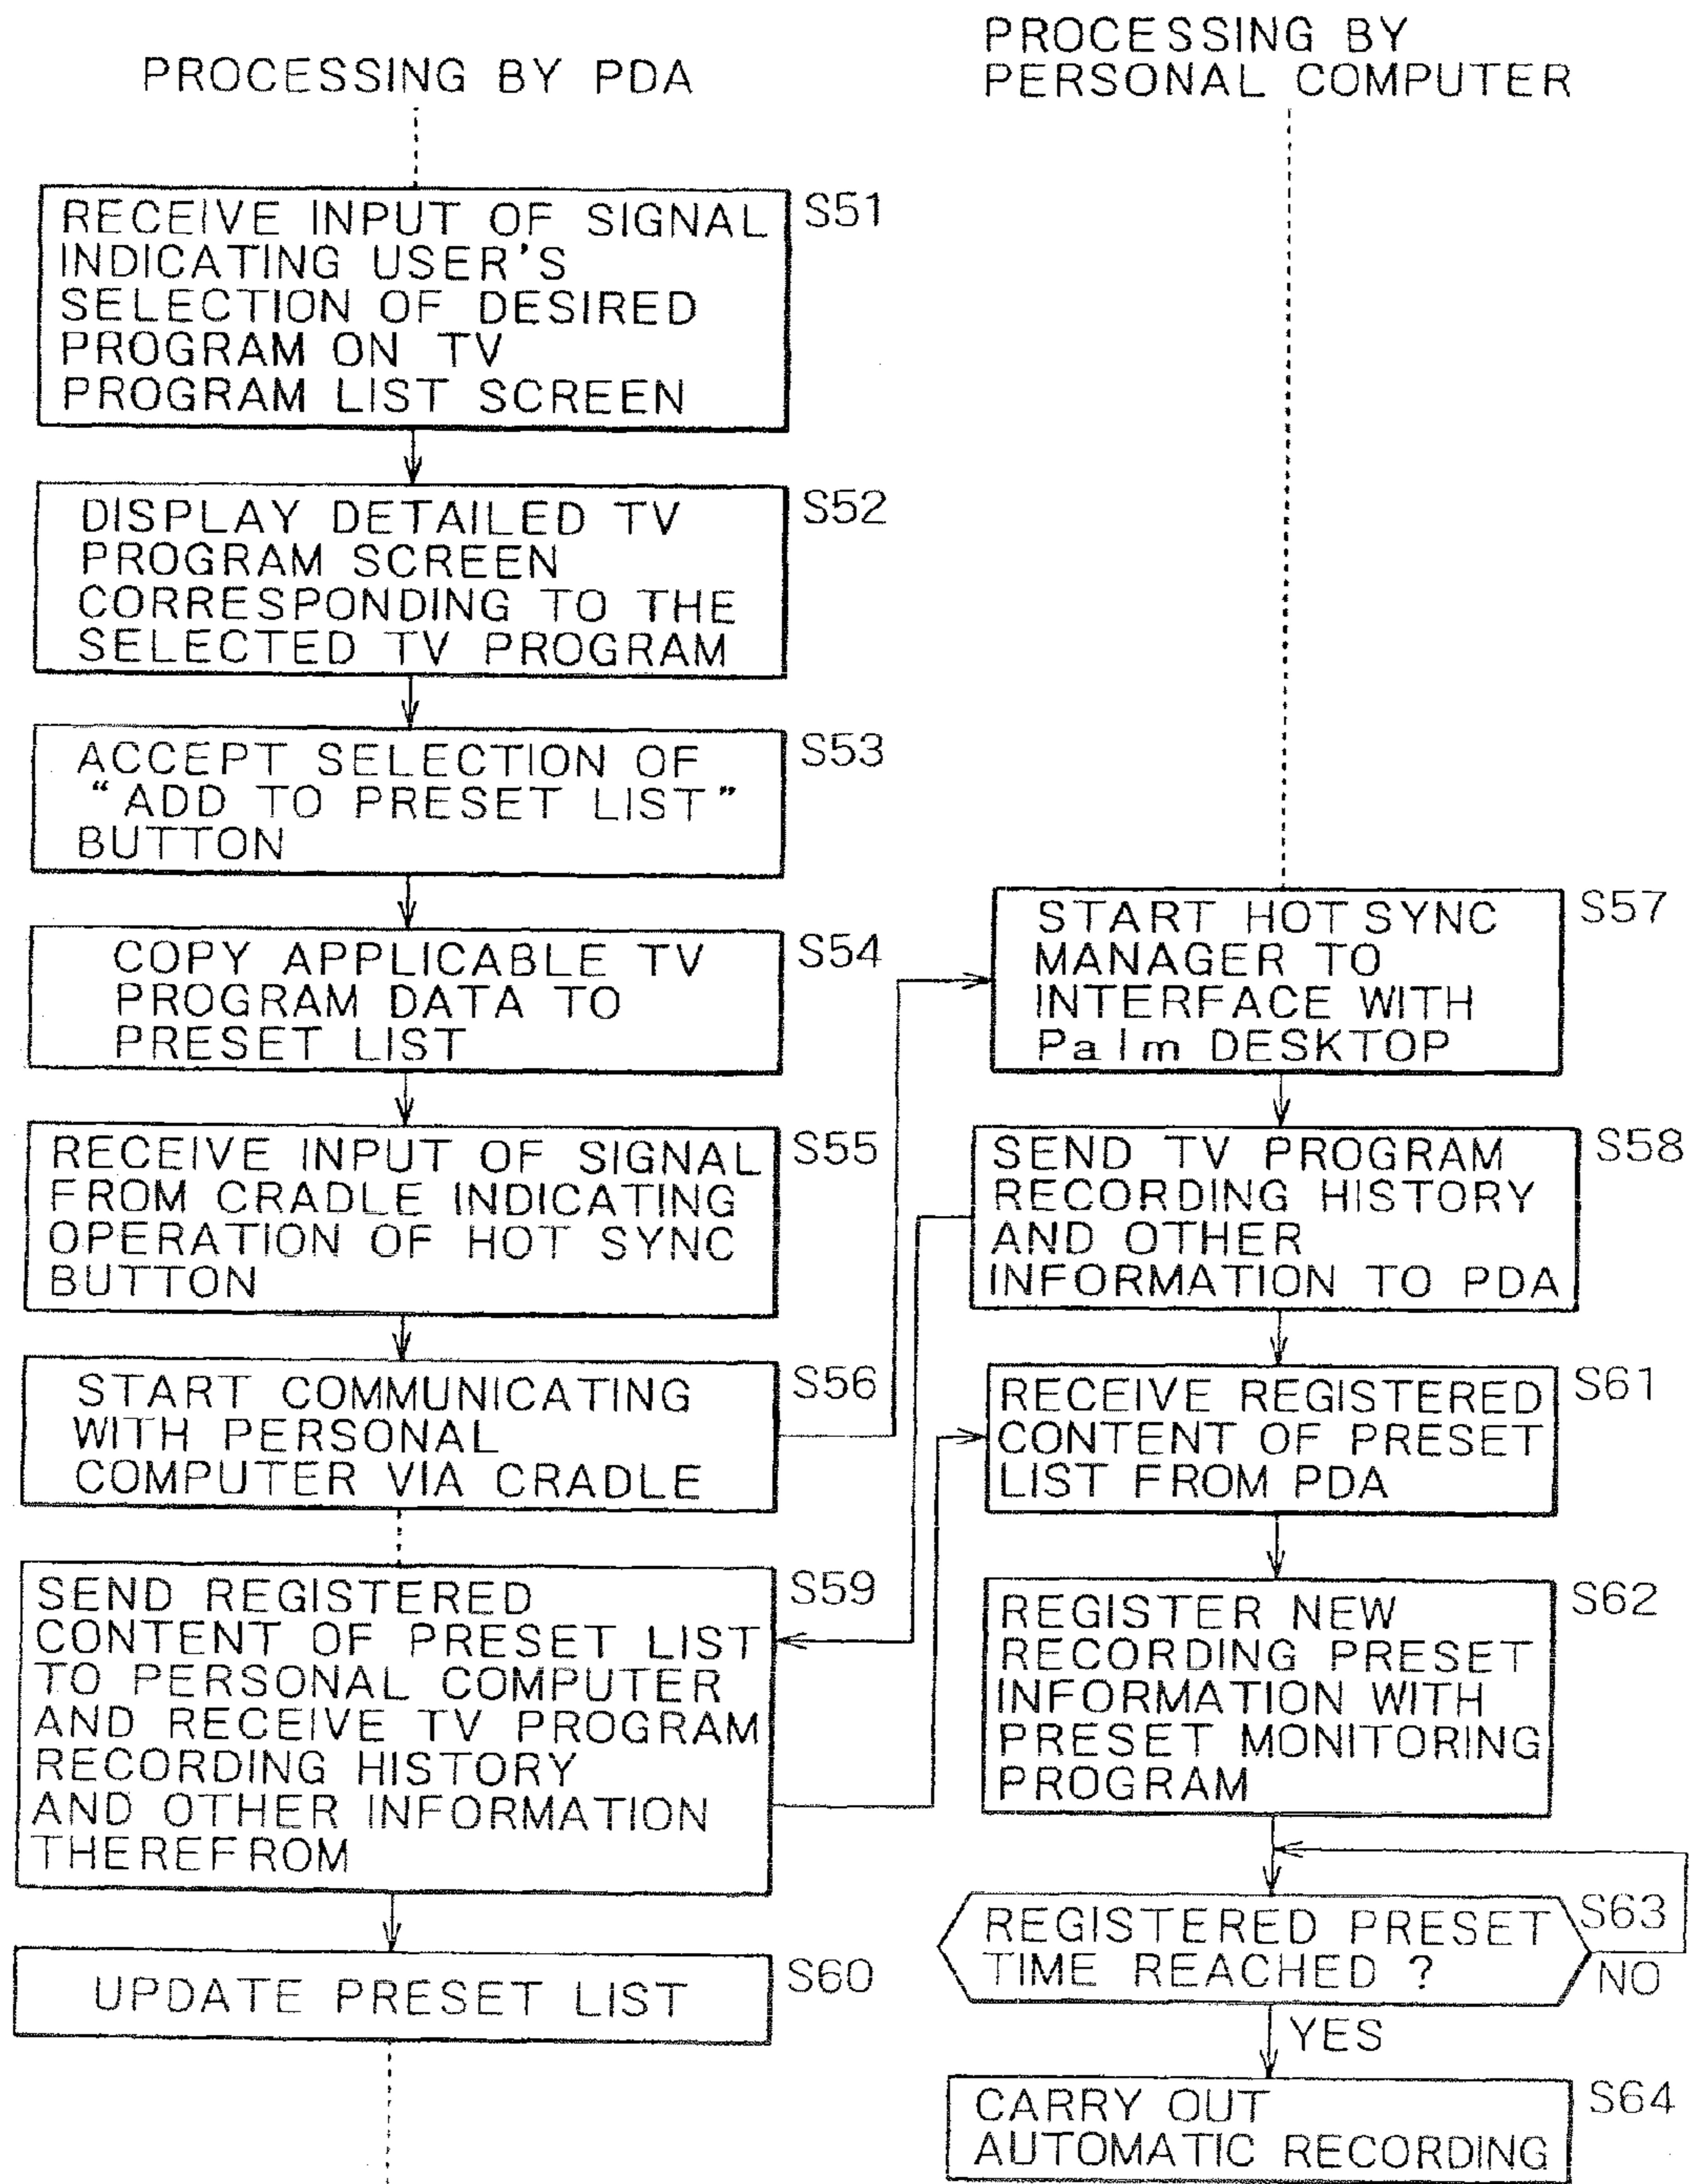 PROCESSING BY PDA
RECEIVE INPUT OF SIGNAL
INDICATING USER'S
SELECTION OF DESIRED
PROGRAM ON TV
PROGRAM LIST SCREEN
S51
DISPLAY DETAILED TV
PROGRAM SCREEN
CORRESPONDING TO THE
SELECTED TV PROGRAM
S52
ACCEPT SELECTION OF
“ADD TO PRESET LIST”
BUTTON
S53
COPY APPLICABLE TV
PROGRAM DATA TO
PRESET LIST
S54
RECEIVE INPUT OF SIGNAL
FROM CRADLE INDICATING
OPERATION OF HOT SYNC
BUTTON
S55
START COMMUNICATING
WITH PERSONAL
COMPUTER VIA CRADLE
S56
SEND REGISTERED
CONTENT OF PRESET LIST
TO PERSONAL COMPUTER
AND RECEIVE TV PROGRAM
RECORDING HISTORY
AND OTHER INFORMATION
THEREFROM
S59
UPDATE PRESET LIST
S60
PROCESSING BY
PERSONAL COMPUTER
START HOT SYNC
MANAGER TO
INTERFACE WITH
Palm DESKTOP
S57
SEND TV PROGRAM
RECORDING HISTORY
AND OTHER
INFORMATION TO PDA
S58
RECEIVE REGISTERED
CONTENT OF PRESET
LIST FROM PDA
S61
REGISTER NEW
RECORDING PRESET
INFORMATION WITH
PRESET MONITORING
PROGRAM
S62
REGISTERED PRESET
TIME REACHED ?
S63
NO
YES
CARRY OUT
AUTOMATIC RECORDING
S64